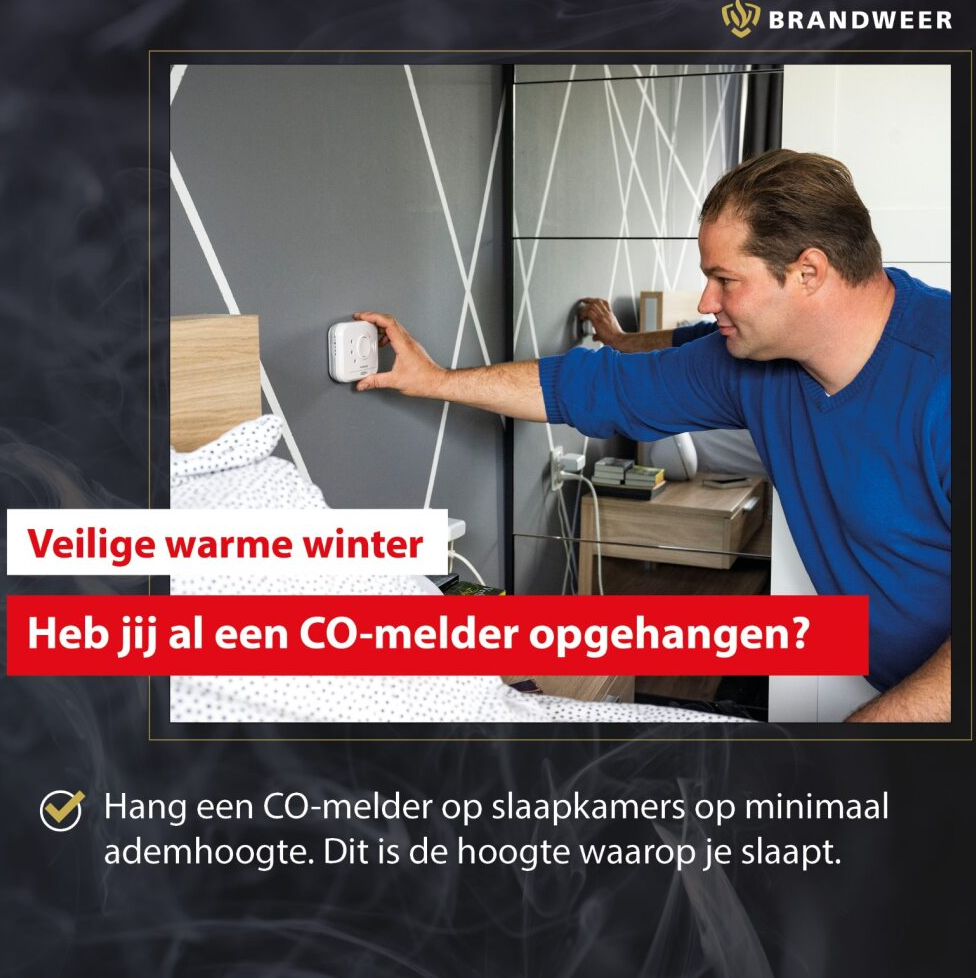 BRANDWEER
Veilige warme winter
Heb jij al een CO-melder opgehangen?
Hang een CO-melder op slaapkamers op minimaal
ademhoogte. Dit is de hoogte waarop je slaapt.